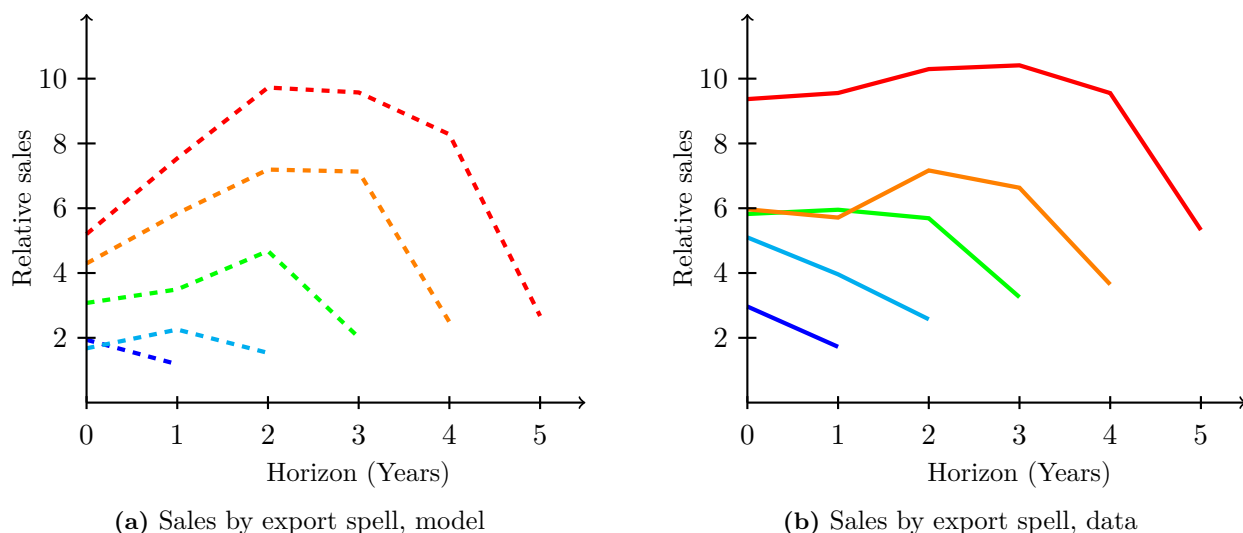 10
8
6
4
2
Relative sales
0 1 2 3 4 5
Horizon (Years)
(a) Sales by export spell, model
10
8
6
4
2
Relative sales
0 1 2 3 4 5
Horizon (Years)
(b) Sales by export spell, data